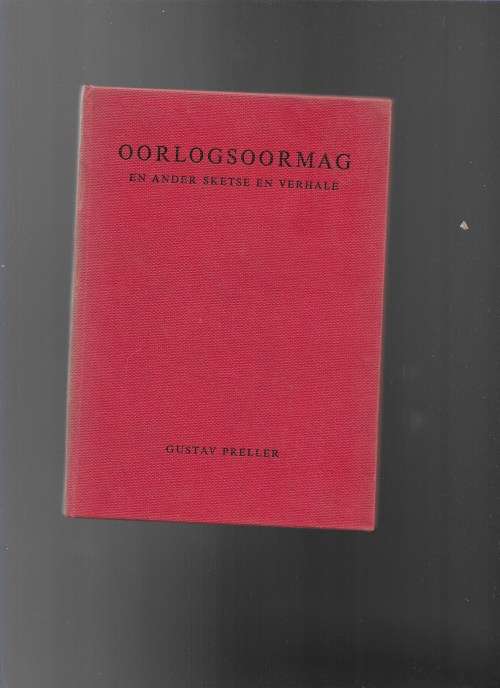 OORLOGSOORMAG
EN ANDER SKETSE EN VERHALE
GUSTAV PRELLER